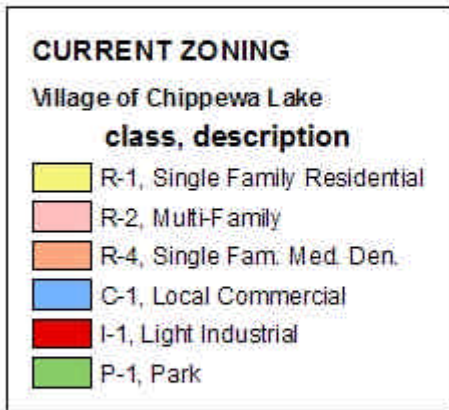 CURRENT ZONING
Village of Chippewa Lake
class, description
R-1, Single Family Residential
R-2, Multi-Family
R-4, Single Fam. Med. Den.
C-1, Local Commercial
I-1, Light Industrial
P-1, Park